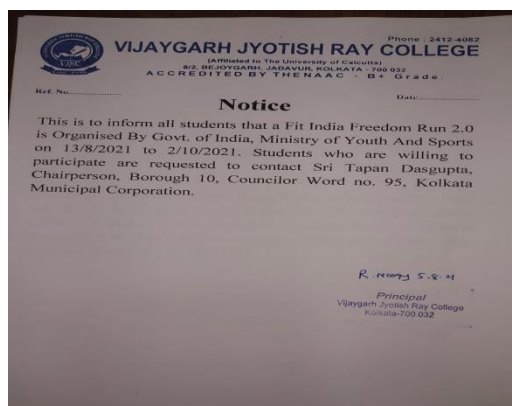 Phone : 2412-4082
VIJAYGARH JYOTISH RAY COLLEGE
(Affiliated to The University of Calcutta)
8/2, BEJOYGARH, JADAVUR, KOLKATA - 700 032
ACCREDITED BY THENAAC - B+ Grade.
Ref. No....................
Date....................
Notice
This is to inform all students that a Fit India Freedom Run 2.0
is Organised By Govt. of India, Ministry of Youth And Sports
on 13/8/2021 to 2/10/2021. Students who are willing to
participate are requested to contact Sri Tapan Dasgupta,
Chairperson, Borough 10, Councilor Word no. 95, Kolkata
Municipal Corporation.
R. 5.8.21
Principal
Vijaygarh Jyotish Ray College
Kolkata-700 032